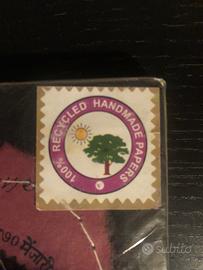 100% RECYCLED HANDMADE PAPERS
subito